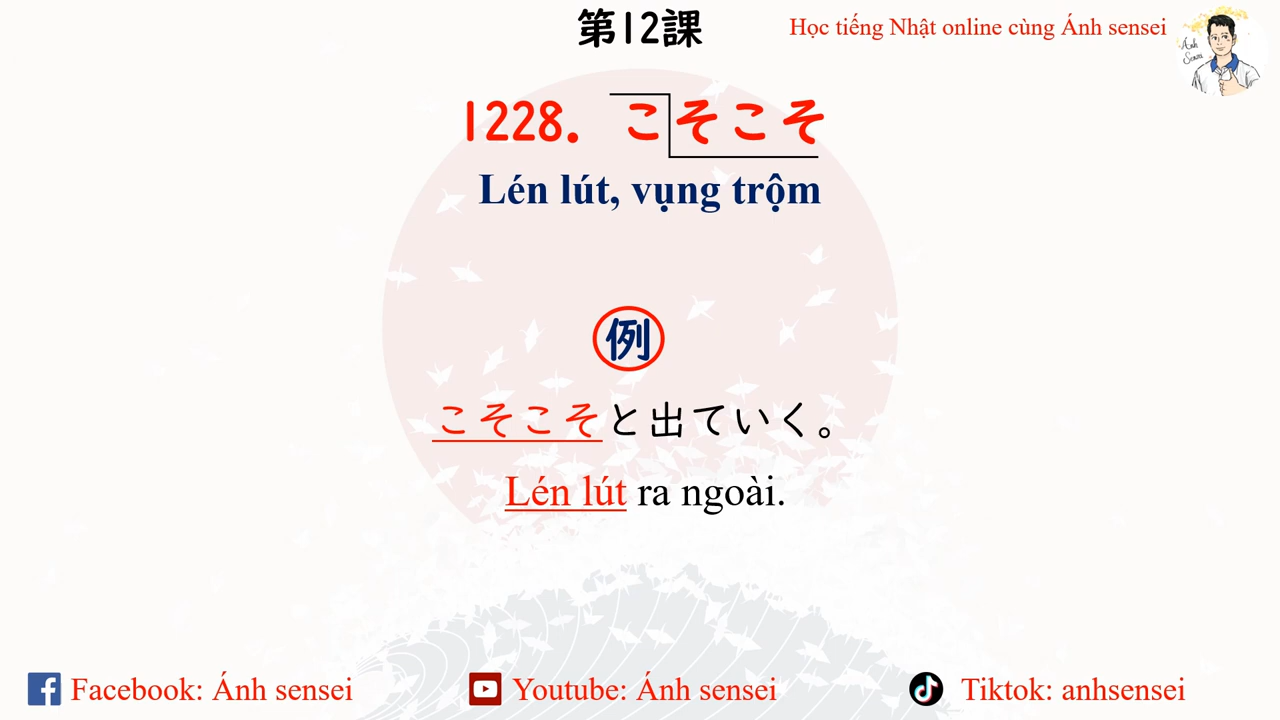 第12課
Học tiếng Nhật online cùng Ánh sensei
Ánh
Sensei
1228. こそこそ
Lén lút, vụng trộm
例
こそこそと出ていく。
Lén lút ra ngoài.
Facebook: Ánh sensei
Youtube: Ánh sensei
Tiktok: anhsensei